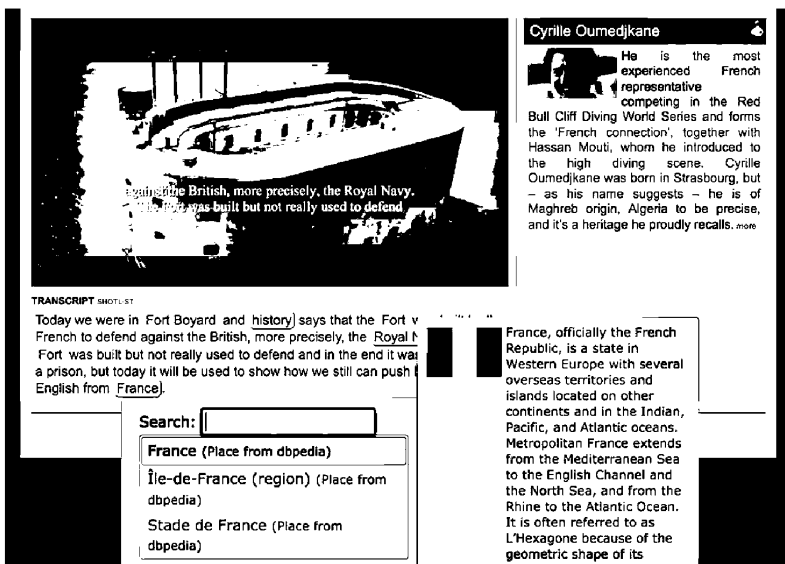 against the British, more precisely, the Royal Navy.
The Fort was built but not really used to defend
Cyrille Oumedjkane
He is the most
experienced French
representative
competing in the Red
Bull Cliff Diving World Series and forms
the 'French connection', together with
Hassan Mouti, whom he introduced to
the high diving scene. Cyrille
Oumedjkane was born in Strasbourg, but
– as his name suggests – he is of
Maghreb origin, Algeria to be precise,
and it's a heritage he proudly recalls. more
TRANSCRIPT SHOTLIST
Today we were in Fort Boyard and history says that the Fort
French to defend against the British, more precisely, the Royal
Fort was built but not really used to defend and in the end it was
a prison, but today it will be used to show how we still can push
English from France.
Search:
France (Place from dbpedia)
Île-de-France (region) (Place from
dbpedia)
Stade de France (Place from
dbpedia)
France, officially the French
Republic, is a state in
Western Europe with several
overseas territories and
islands located on other
continents and in the Indian,
Pacific, and Atlantic oceans.
Metropolitan France extends
from the Mediterranean Sea
to the English Channel and
the North Sea, and from the
Rhine to the Atlantic Ocean.
It is often referred to as
L'Hexagone because of the
geometric shape of its